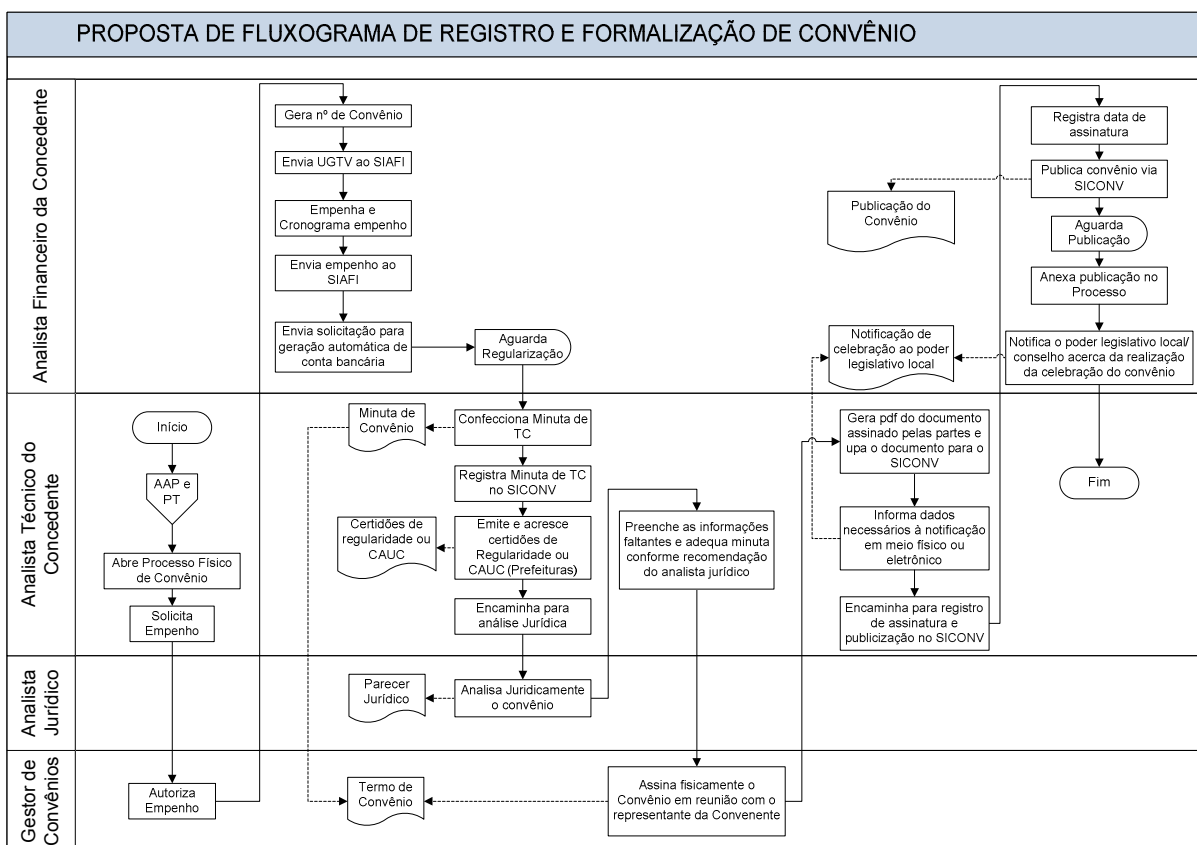 PROPOSTA DE FLUXOGRAMA DE REGISTRO E FORMALIZAÇÃO DE CONVÊNIO
Analista Financeiro da Concedente
Gera nº de Convênio
Envia UGTV ao SIAFI
Empenha e
Cronograma empenho
Envia empenho ao
SIAFI
Envia solicitação para
geração automática de
conta bancária
Aguarda
Regularização
Registra data de
assinatura
Publica convênio via
SICONV
Publicação do
Convênio
Aguarda
Publicação
Anexa publicação no
Processo
Notificação de
celebração ao poder
legislativo local
Notifica o poder legislativo local/
conselho acerca da realização
da celebração do convênio
Analista Técnico do
Concedente
Início
AAP e
PT
Abre Processo Físico
de Convênio
Solicita
Empenho
Minuta de
Convênio
Confecciona Minuta de
TC
Registra Minuta de TC
no SICONV
Certidões de
regularidade ou
CAUC
Emite e acresce
certidões de
Regularidade ou
CAUC (Prefeituras)
Encaminha para
análise Jurídica
Preenche as informações
faltantes e adequa minuta
conforme recomendação
do analista jurídico
Gera pdf do documento
assinado pelas partes e
upa o documento para o
SICONV
Informa dados
necessários à notificação
em meio físico ou
eletrônico
Encaminha para registro
de assinatura e
publicização no SICONV
Fim
Analista
Jurídico
Parecer
Jurídico
Analisa Juridicamente
o convênio
Gestor de
Convênios
Autoriza
Empenho
Termo de
Convênio
Assina fisicamente o
Convênio em reunião com o
representante da Convenente